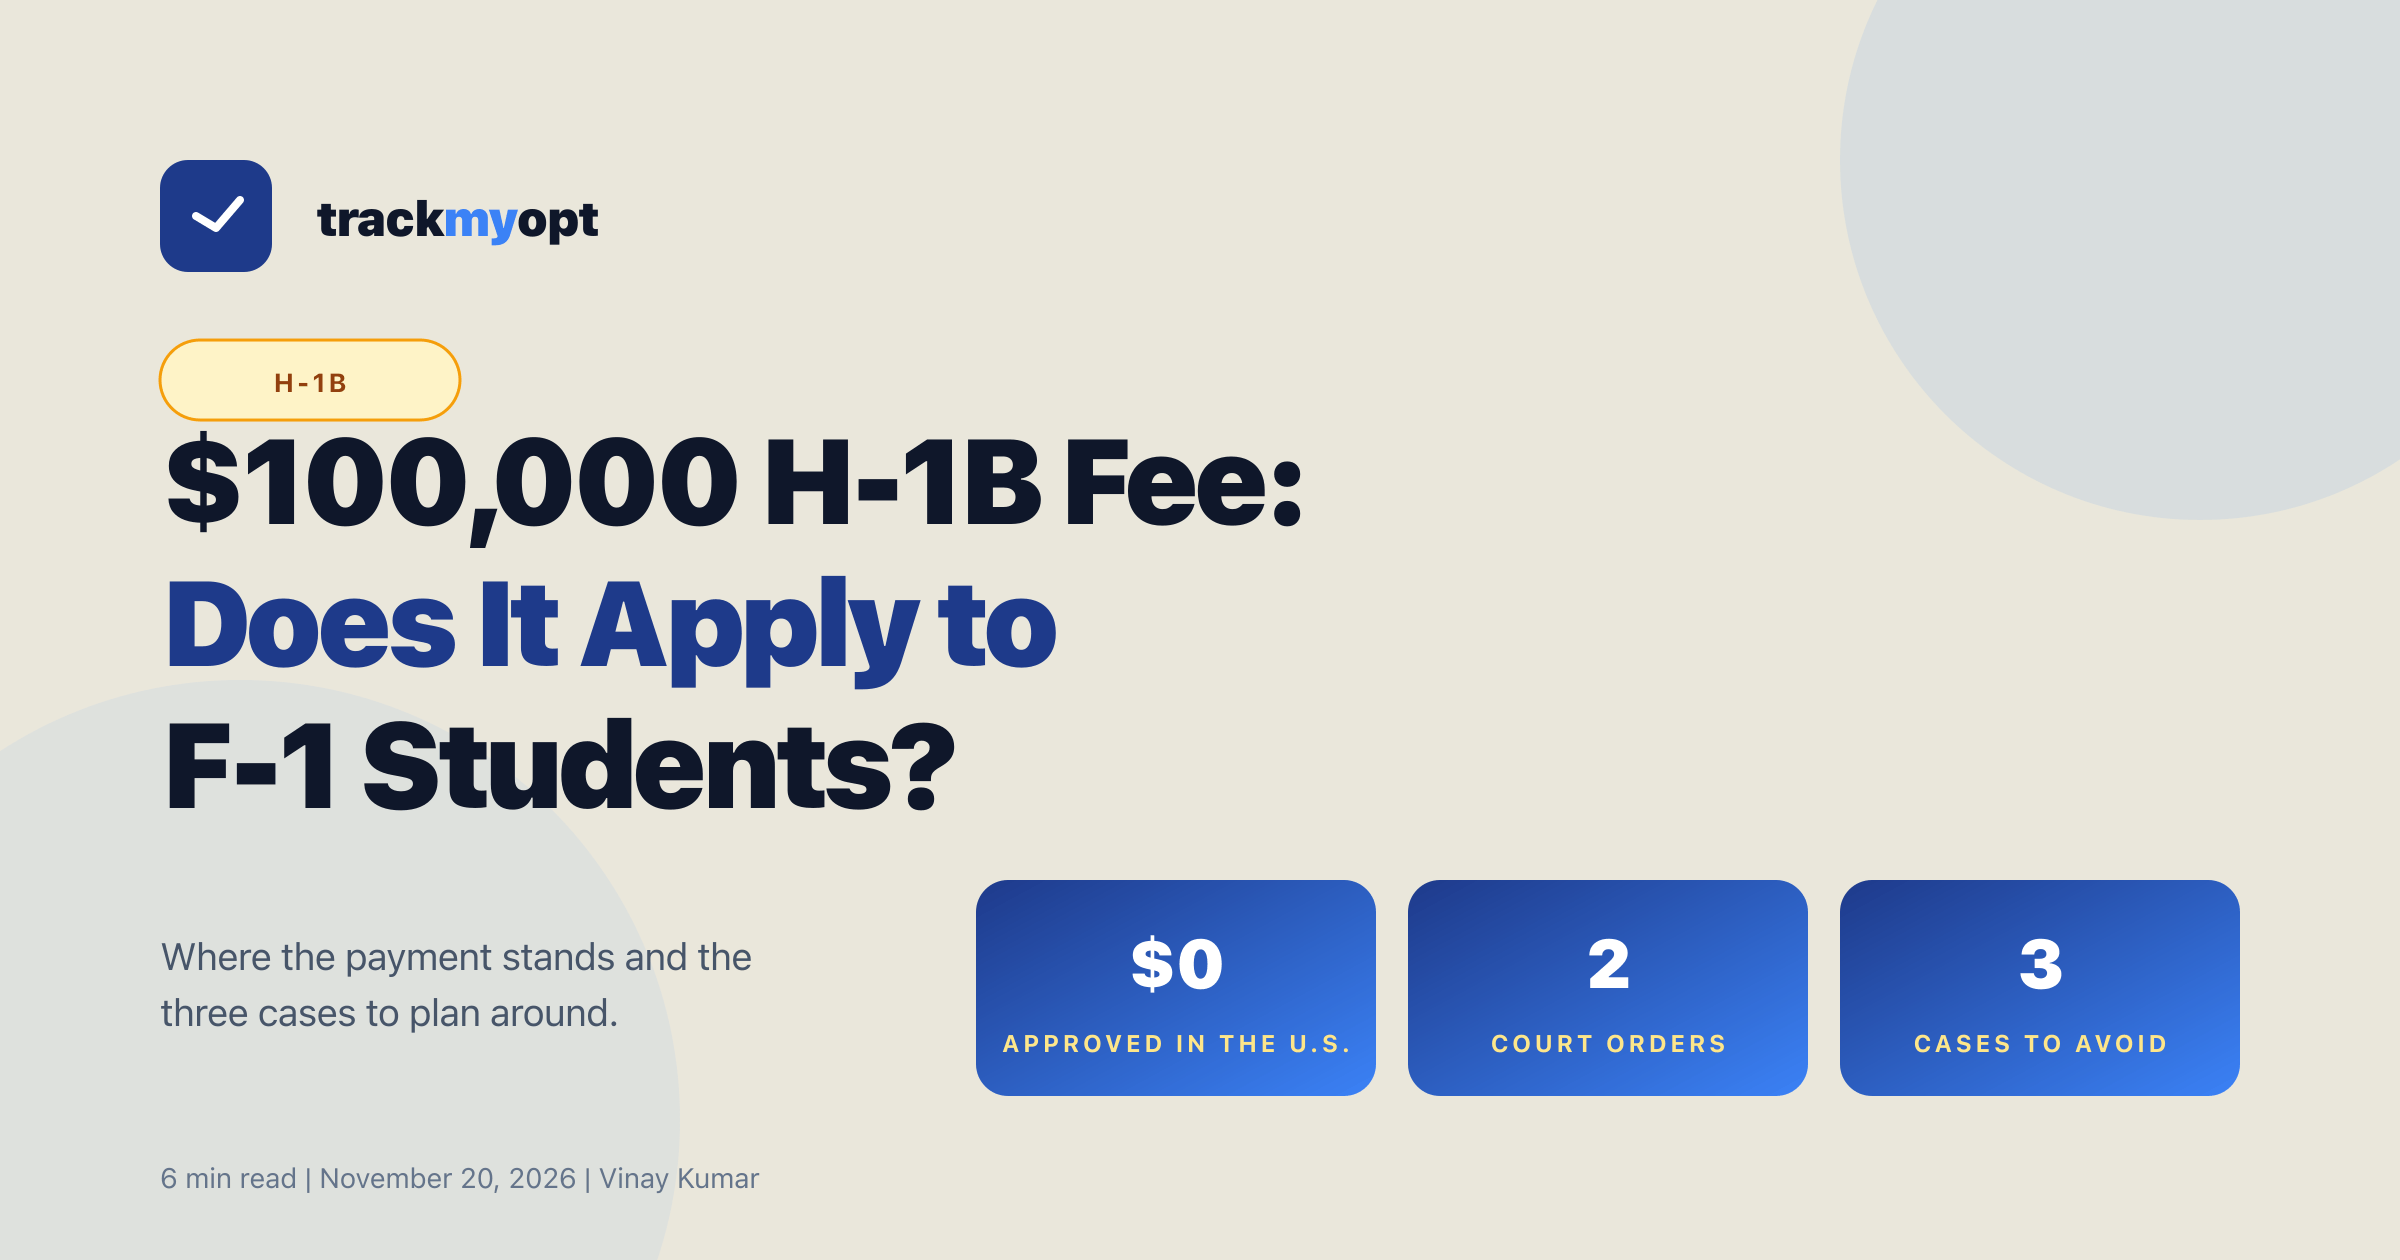 trackmyopt
H-1B
$100,000 H-1B Fee:
Does It Apply to
F-1 Students?
Where the payment stands and the
three cases to plan around.
$0
APPROVED IN THE U.S.
2
COURT ORDERS
3
CASES TO AVOID
6 min read | November 20, 2026 | Vinay Kumar